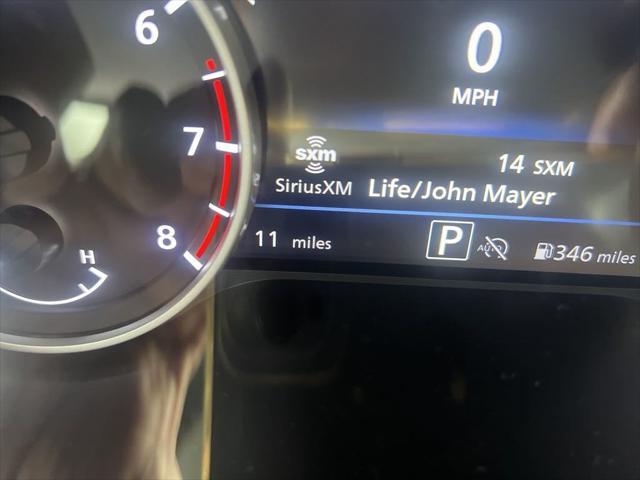 6
7
8
H
0
MPH
sxm
SiriusXM
14 SXM
Life/John Mayer
11 miles
P
AUTO
346 miles